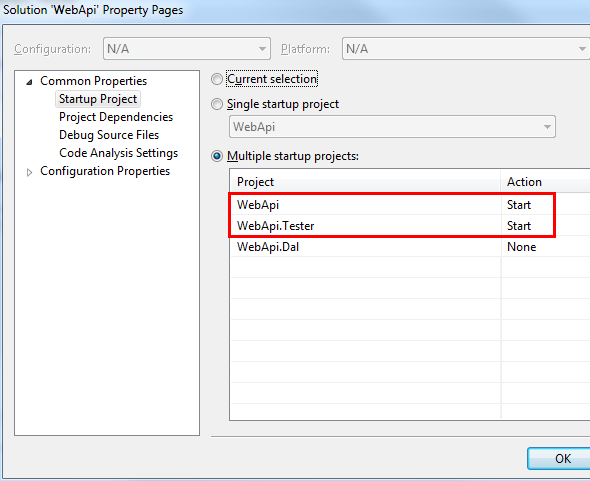 Solution 'WebApi' Property Pages
Configuration: N/A Platform: N/A
Common Properties
Startup Project
Project Dependencies
Debug Source Files
Code Analysis Settings
Configuration Properties
Current selection
Single startup project
WebApi
Multiple startup projects:
Project Action
WebApi Start
WebApi.Tester Start
WebApi.Dal None
OK